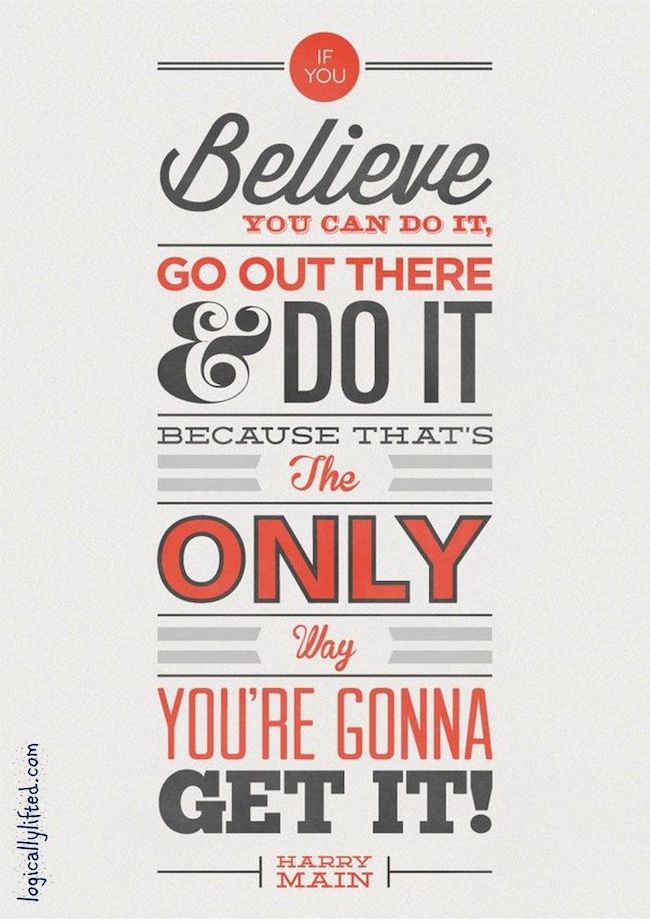 IF
YOU
Believe
YOU CAN DO IT,
GO OUT THERE
& DO IT
BECAUSE THAT'S
The
ONLY
Way
YOU'RE GONNA
GET IT!
HARRY
MAIN
logicallylifted.com